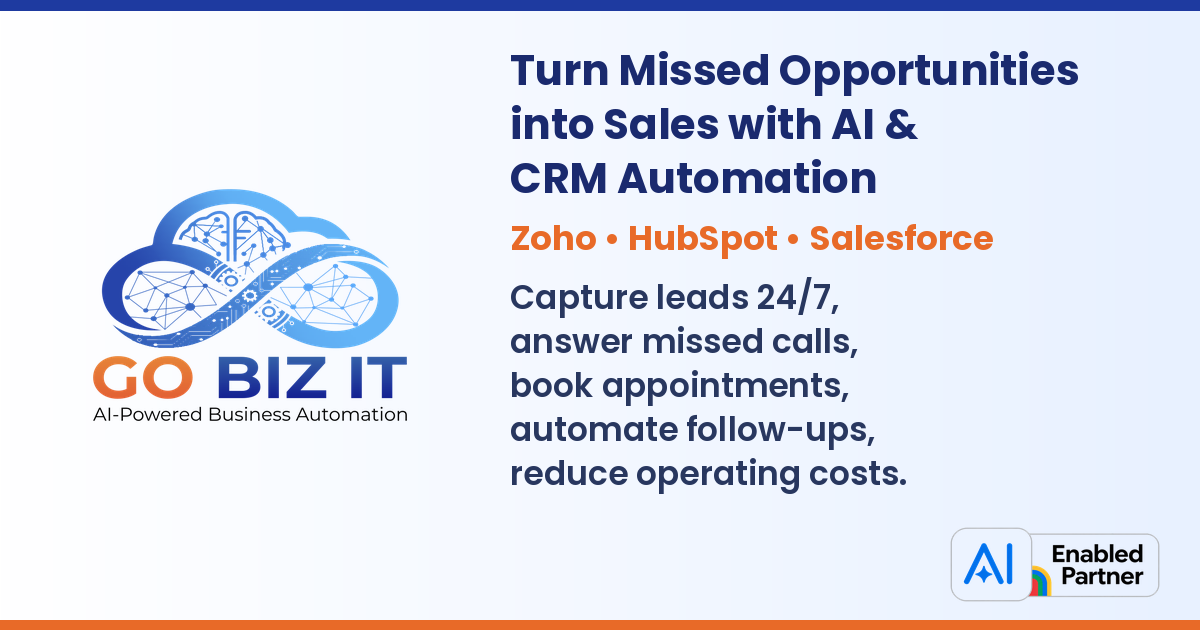 Turn Missed Opportunities
into Sales with AI &
CRM Automation
Zoho • HubSpot • Salesforce
Capture leads 24/7,
answer missed calls,
book appointments,
automate follow-ups,
reduce operating costs.
GO BIZ IT
AI-Powered Business Automation
AI Enabled
Partner